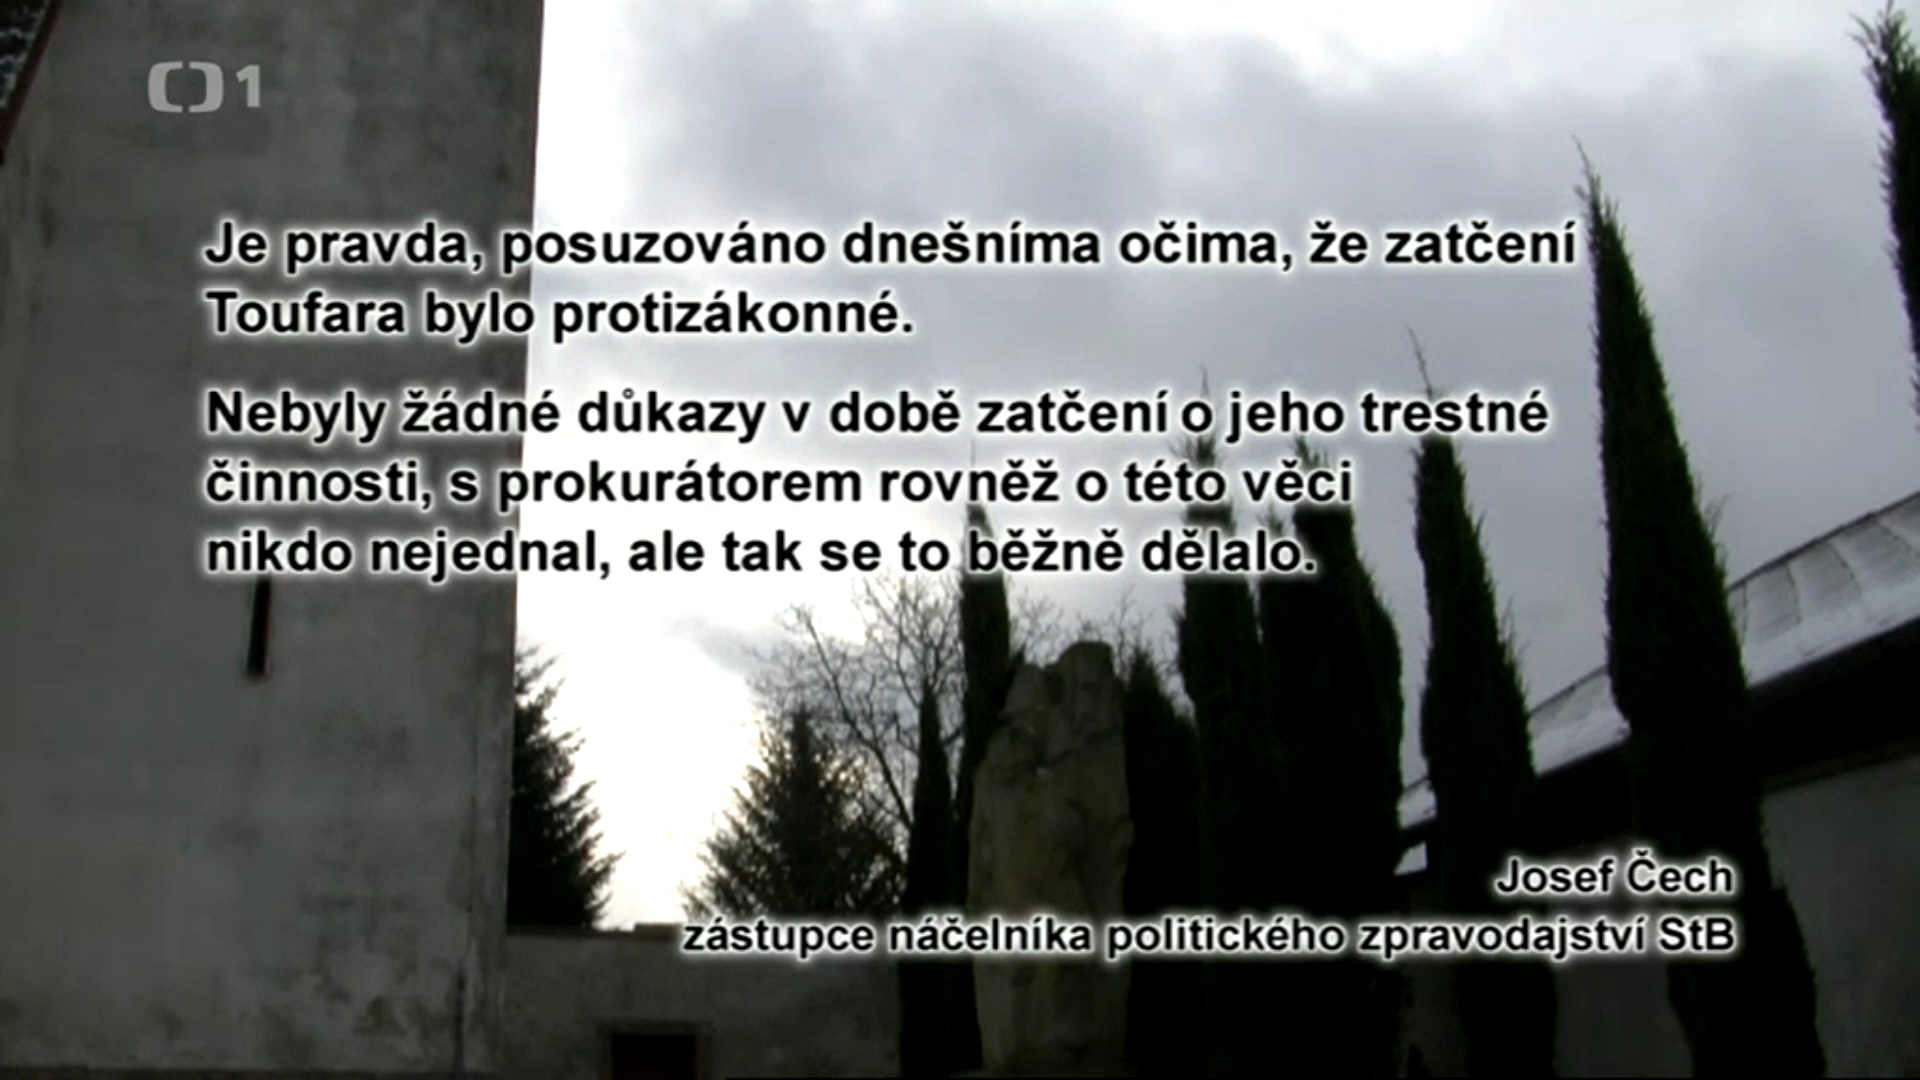 1
Je pravda, posuzováno dnešníma očima, že zatčení
Toufara bylo protizákonné.
Nebyly žádné důkazy v době zatčení o jeho trestné
činnosti, s prokurátorem rovněž o této věci
nikdo nejednal, ale tak se to běžně dělalo.
Josef Čech
zástupce náčelníka politického zpravodajství StB